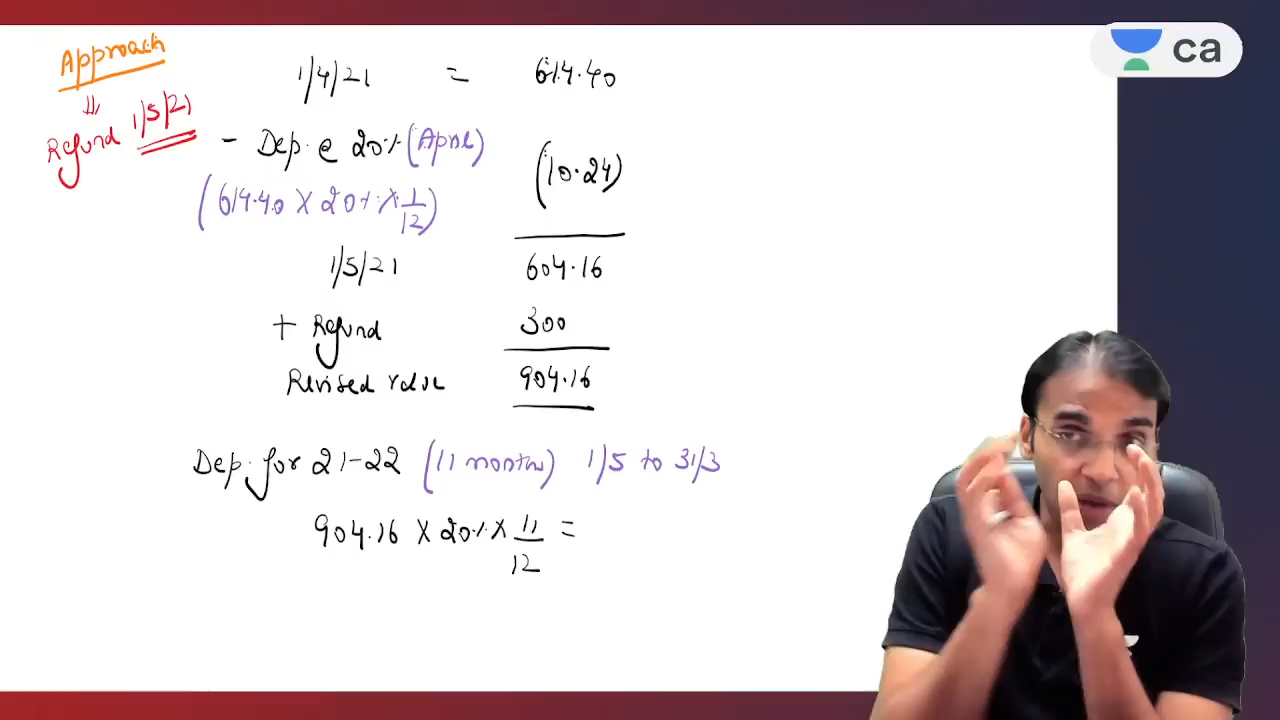 Approach
⇓
Refund 1/5/21
ca
1/4/21 = 614.40
- Dep. @ 20% (April) (10.24)
(614.40 X 20% X 1/12)
1/5/21 604.16
+ Refund 300
Revised value 904.16
Dep. for 21-22 (11 months) 1/5 to 31/3
904.16 X 20% X 11/12 =